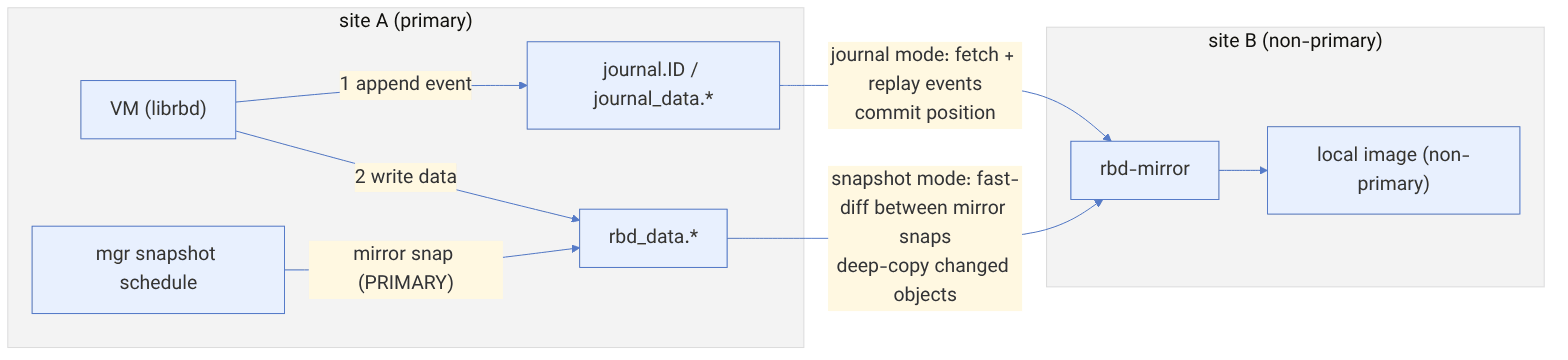 site A (primary)
VM (librbd)
1 append event
journal.ID /
journal_data.*
2 write data
mgr snapshot
schedule
mirror snap
(PRIMARY)
rbd_data.*
journal mode: fetch +
replay events
commit position
snapshot mode: fast-
diff between mirror
snaps
deep-copy changed
objects
site B (non-primary)
rbd-mirror
local image (non-
primary)